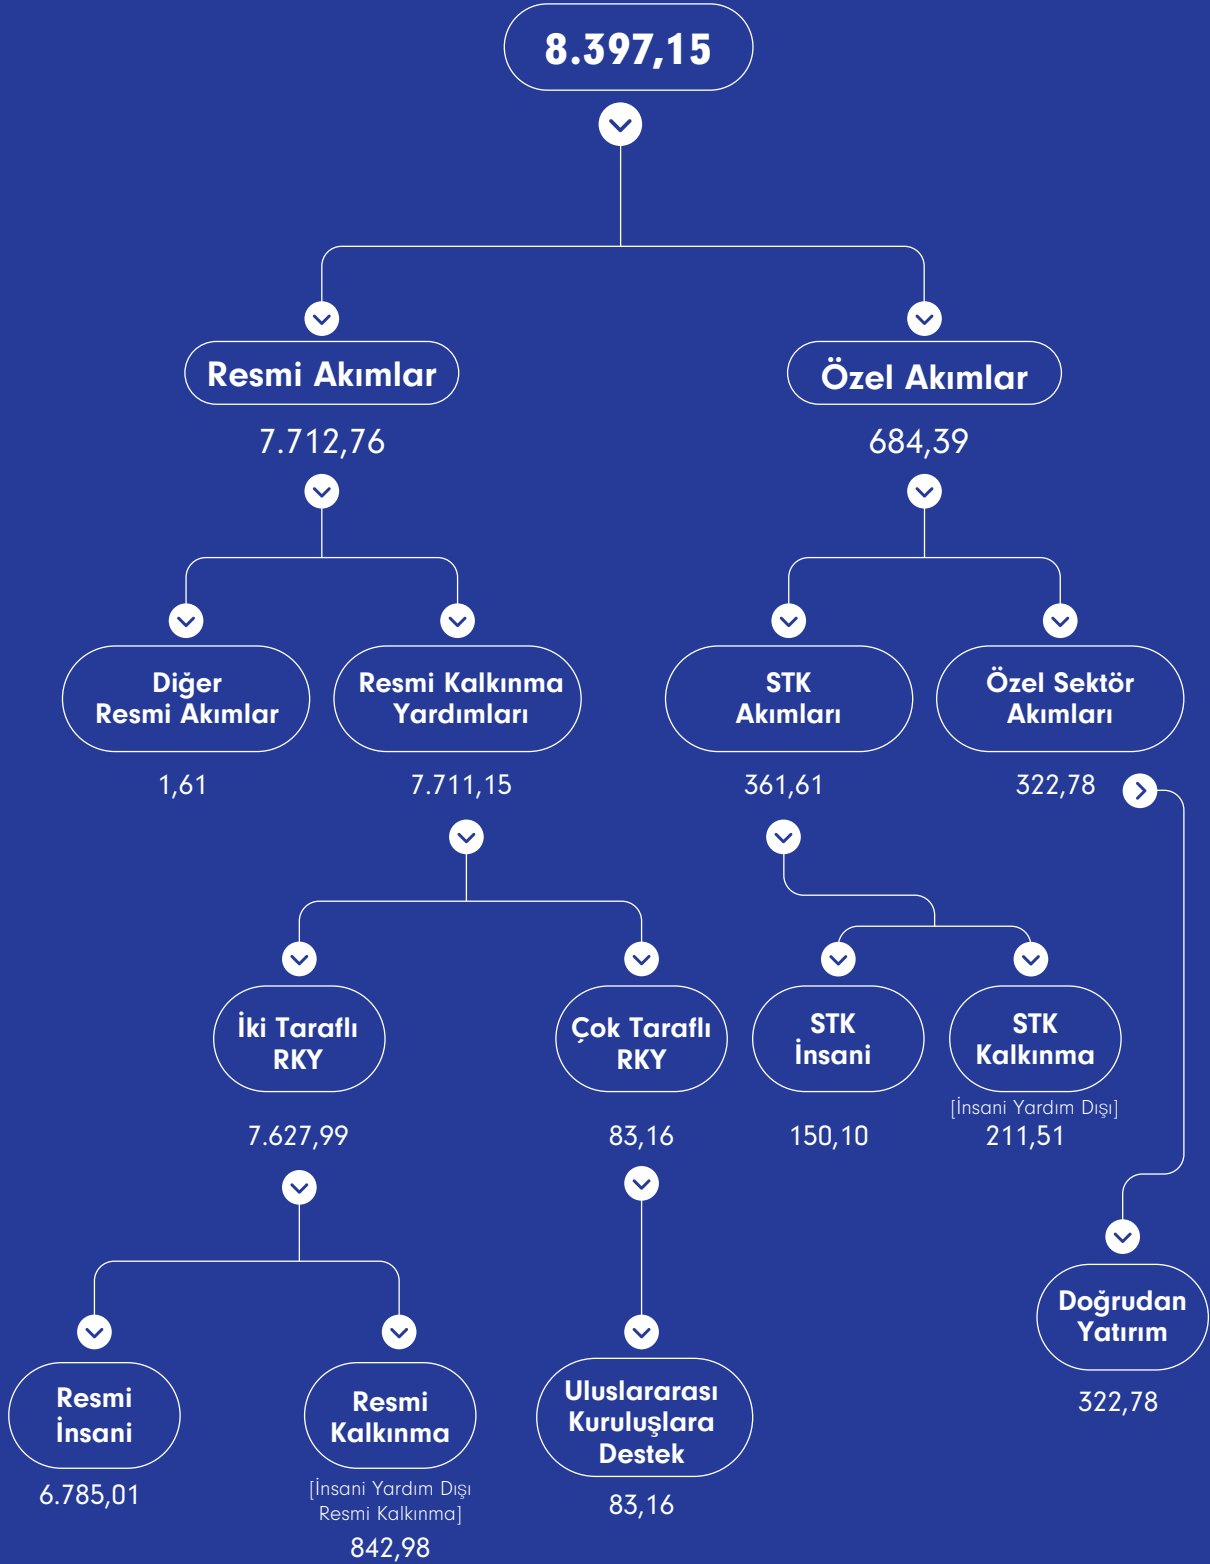 8.397,15
Resmi Akımlar
7.712,76
Özel Akımlar
684,39
Diğer
Resmi Akımlar
1,61
Resmi Kalkınma
Yardımları
7.711,15
STK
Akımları
361,61
Özel Sektör
Akımları
322,78
İki Taraflı
RKY
7.627,99
Çok Taraflı
RKY
83,16
STK
İnsani
150,10
STK
Kalkınma
[İnsani Yardım Dışı]
211,51
Resmi
İnsani
6.785,01
Resmi
Kalkınma
[İnsani Yardım Dışı
Resmi Kalkınma]
842,98
Uluslararası
Kuruluşlara
Destek
83,16
Doğrudan
Yatırım
322,78